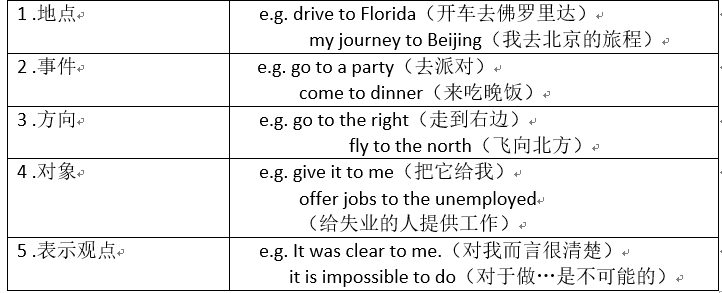 1 .地点 e.g. drive to Florida（开车去佛罗里达）
my journey to Beijing（我去北京的旅程）
2 .事件 e.g. go to a party（去派对）
come to dinner（来吃晚饭）
3 .方向 e.g. go to the right（走到右边）
fly to the north（飞向北方）
4 .对象 e.g. give it to me（把它给我）
offer jobs to the unemployed
（给失业的人提供工作）
5 .表示观点 e.g. It was clear to me.（对我而言很清楚）
it is impossible to do（对于做…是不可能的）